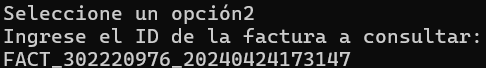 Seleccione un opción2
Ingrese el ID de la factura a consultar:
FACT_302220976_20240424173147